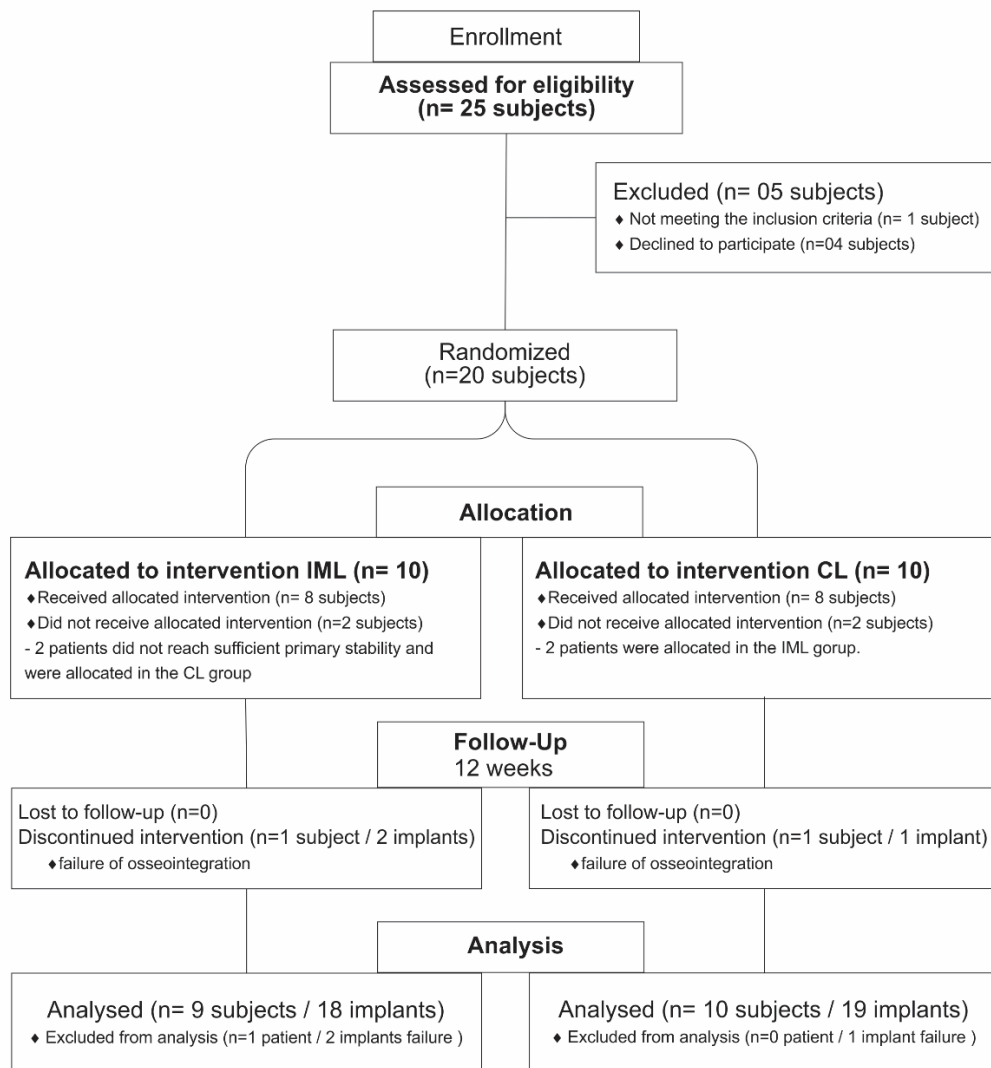 Enrollment
Assessed for eligibility
(n= 25 subjects)
Excluded (n= 05 subjects)
♦ Not meeting the inclusion criteria (n= 1 subject)
♦ Declined to participate (n=04 subjects)
Randomized
(n=20 subjects)
Allocation
Allocated to intervention IML (n= 10)
♦Received allocated intervention (n= 8 subjects)
♦Did not receive allocated intervention (n=2 subjects)
- 2 patients did not reach sufficient primary stability and
were allocated in the CL group
Allocated to intervention CL (n= 10)
♦Received allocated intervention (n= 8 subjects)
♦Did not receive allocated intervention (n=2 subjects)
- 2 patients were allocated in the IML gorup.
Follow-Up
12 weeks
Lost to follow-up (n=0)
Discontinued intervention (n=1 subject / 2 implants)
♦failure of osseointegration
Lost to follow-up (n=0)
Discontinued intervention (n=1 subject / 1 implant)
♦failure of osseointegration
Analysis
Analysed (n= 9 subjects / 18 implants)
♦ Excluded from analysis (n=1 patient / 2 implants failure )
Analysed (n= 10 subjects / 19 implants)
♦ Excluded from analysis (n=0 patient / 1 implant failure )